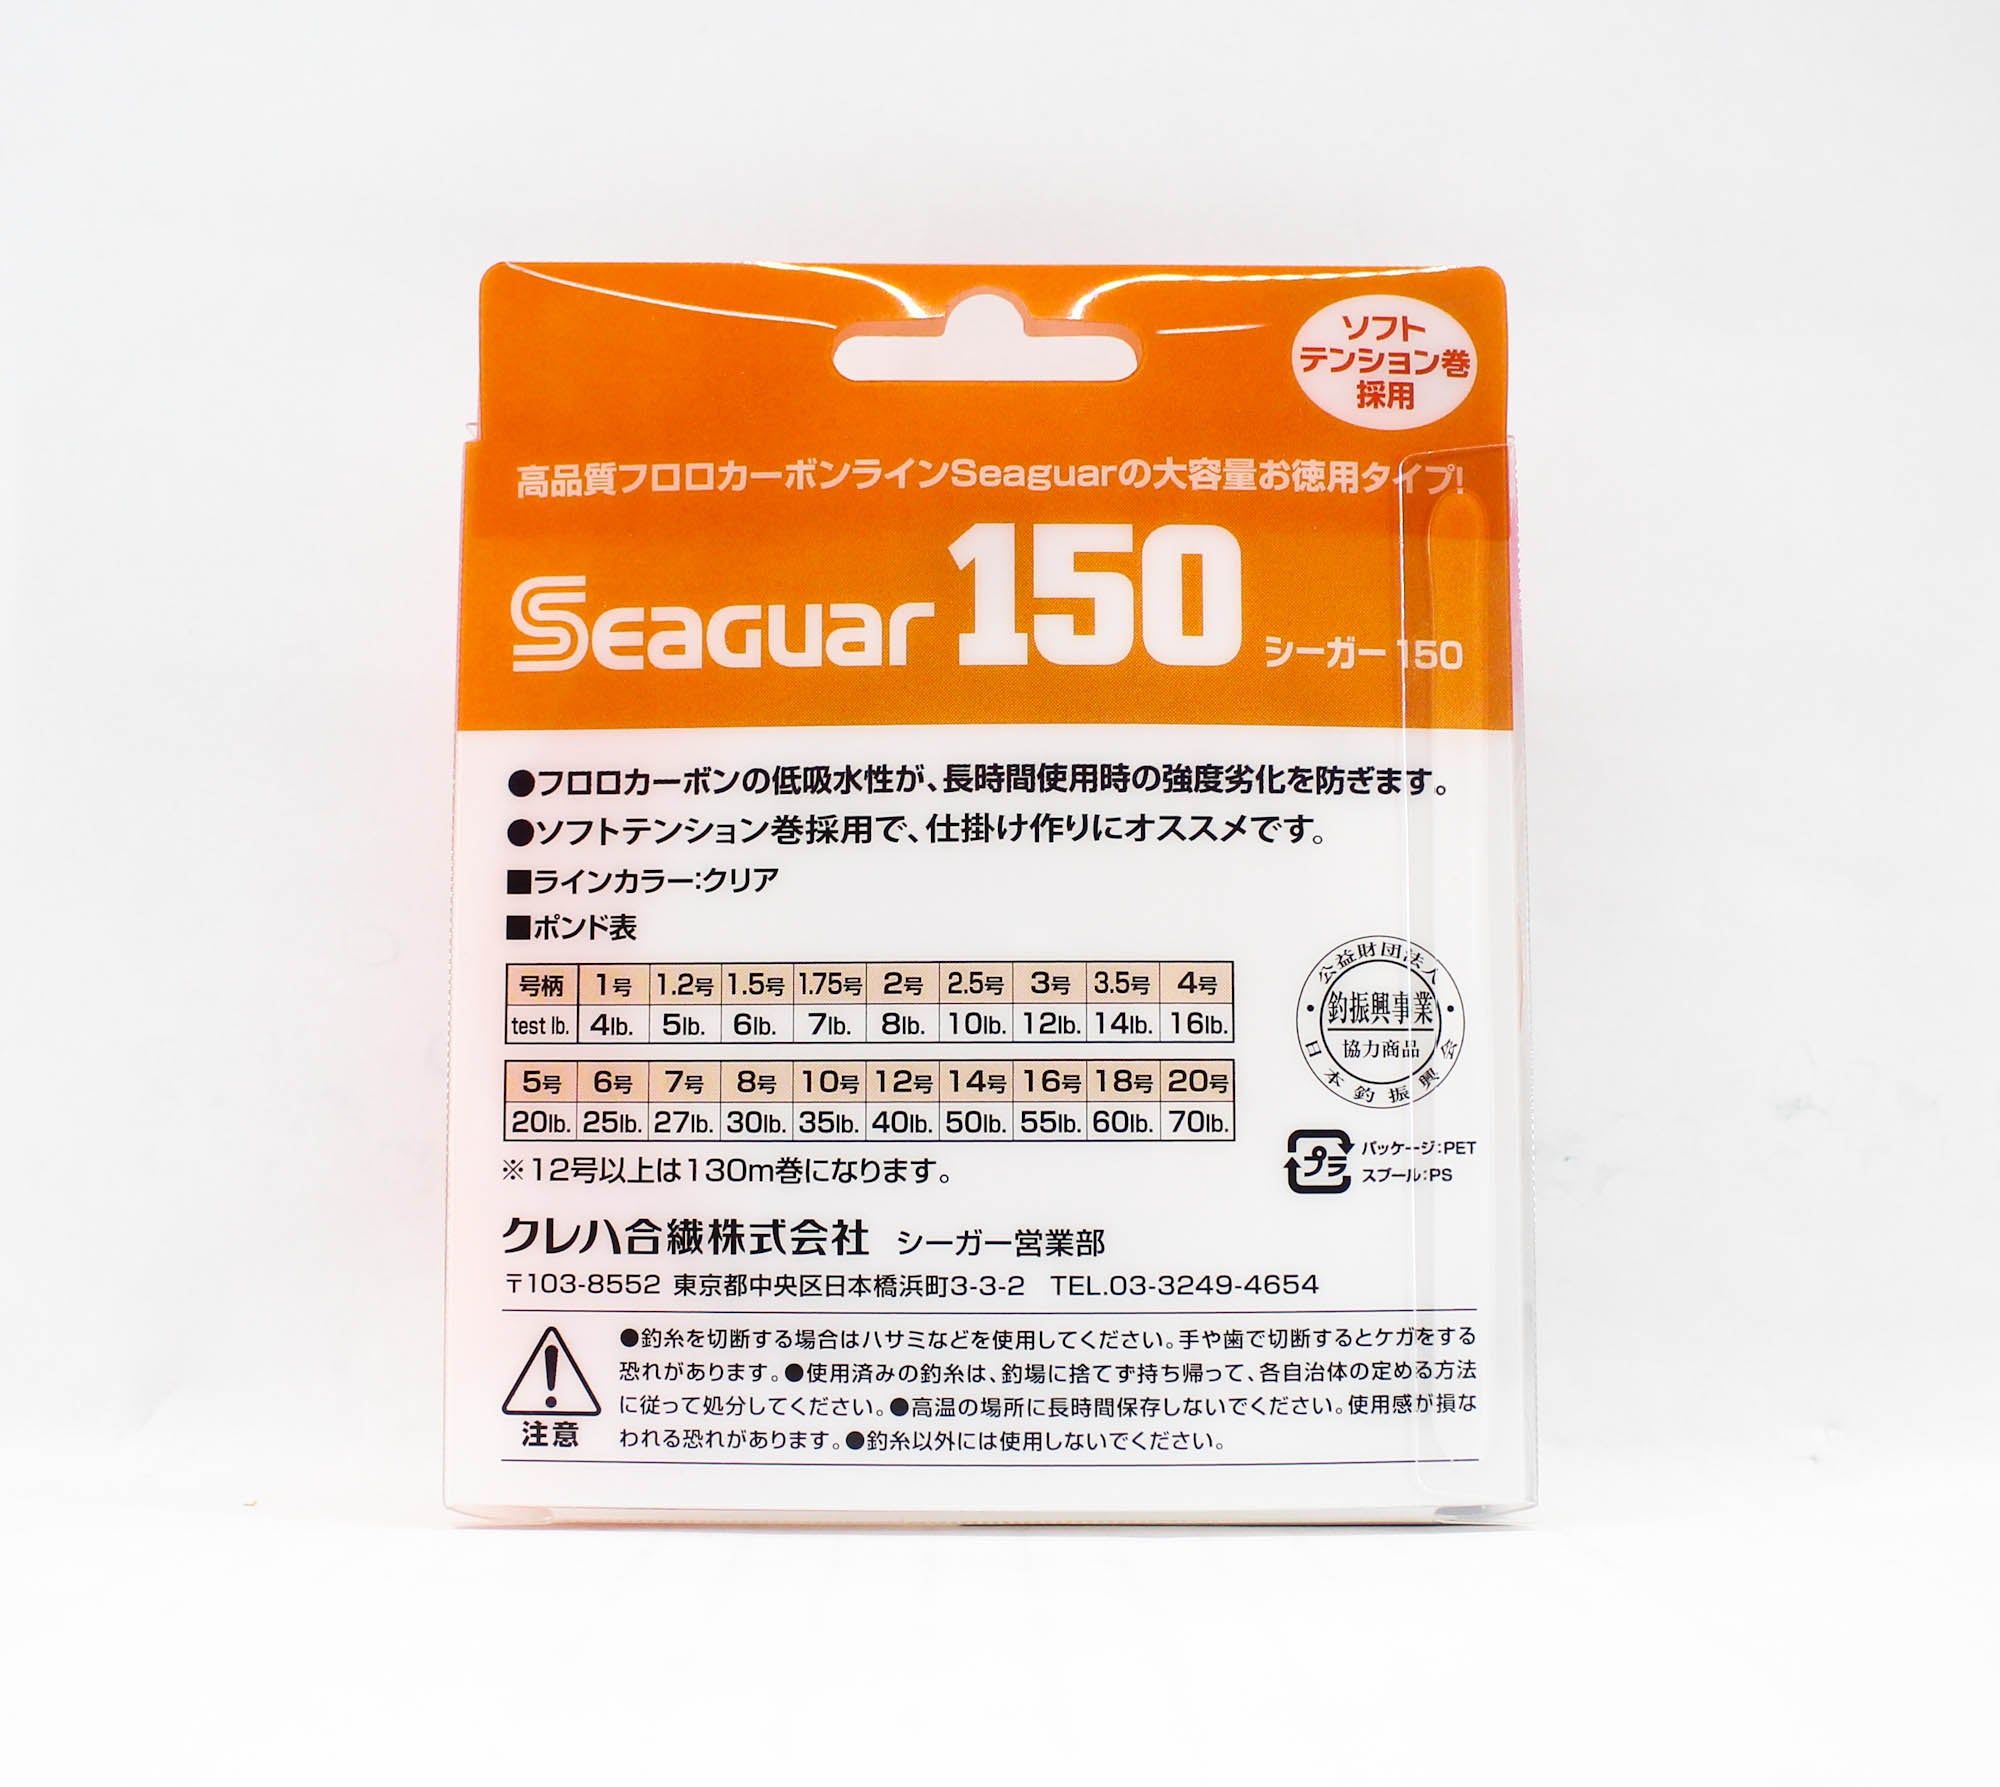 ソフト
テンション巻
採用
高品質フロロカーボンラインSeaguarの大容量お徳用タイプ!
Seaguar 150 シーガー 150
●フロロカーボンの低吸水性が、長時間使用時の強度劣化を防ぎます。
●ソフトテンション巻採用で、仕掛け作りにオススメです。
■ラインカラー:クリア
■ポンド表
号柄 1号 1.2号 1.5号 1.75号 2号 2.5号 3号 3.5号 4号
test lb. 4lb. 5lb. 6lb. 7lb. 8lb. 10lb. 12lb. 14lb. 16lb.
5号 6号 7号 8号 10号 12号 14号 16号 18号 20号
20lb. 25lb. 27lb. 30lb. 35lb. 40lb. 50lb. 55lb. 60lb. 70lb.
※12号以上は130m巻になります。
公益財団法人
釣振興事業
協力商品
日本釣振興会
プラ
パッケージ:PET
スプール:PS
クレハ合繊株式会社 シーガー営業部
〒103-8552 東京都中央区日本橋浜町3-3-2 TEL.03-3249-4654
注意
●釣糸を切断する場合はハサミなどを使用してください。手や歯で切断するとケガをする
恐れがあります。●使用済みの釣糸は、釣場に捨てず持ち帰って、各自治体の定める方法
に従って処分してください。●高温の場所に長時間保存しないでください。使用感が損な
われる恐れがあります。●釣糸以外には使用しないでください。